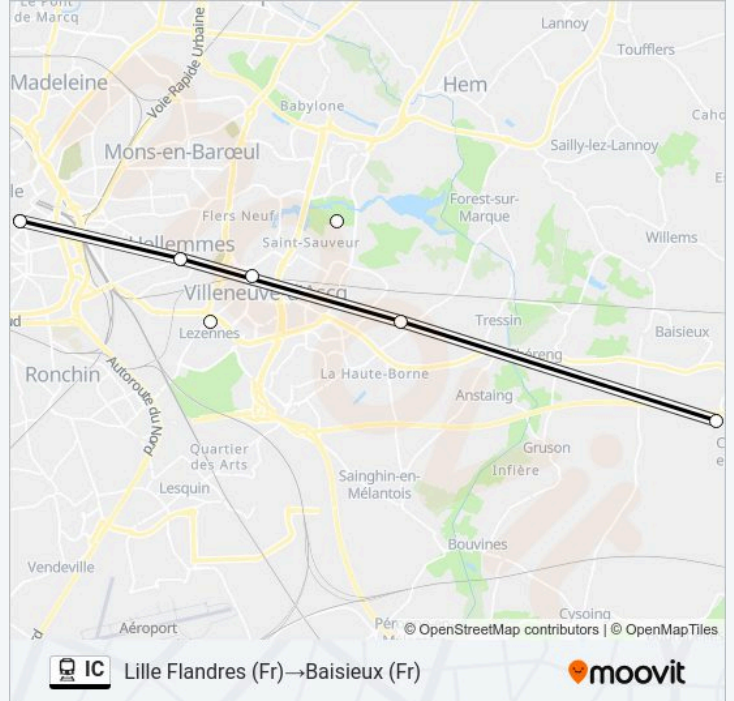 Le Pont
de Marcq
Lannoy
Toufflers
Madeleine
Voie Rapide Urbaine
Hem
Babylone
Mons-en-Barœul
Sailly-lez-Lannoy
Forest-sur-
Marque
Flers Neuf
Hellemmes
Saint-Sauveur
Willems
Villeneuve d'Ascq
Lezennes
Tressin
Baisieux
Ronchin
Autoroute du Nord
La Haute-Borne
Anstaing
Quartier
des Arts
Gruson
Infière
Sainghin-en-
Mélantois
Lesquin
Bouvines
Vendeville
Cysoing
Aéroport
© OpenStreetMap contributors | © OpenMapTiles
IC
Lille Flandres (Fr)→Baisieux (Fr)
moovit